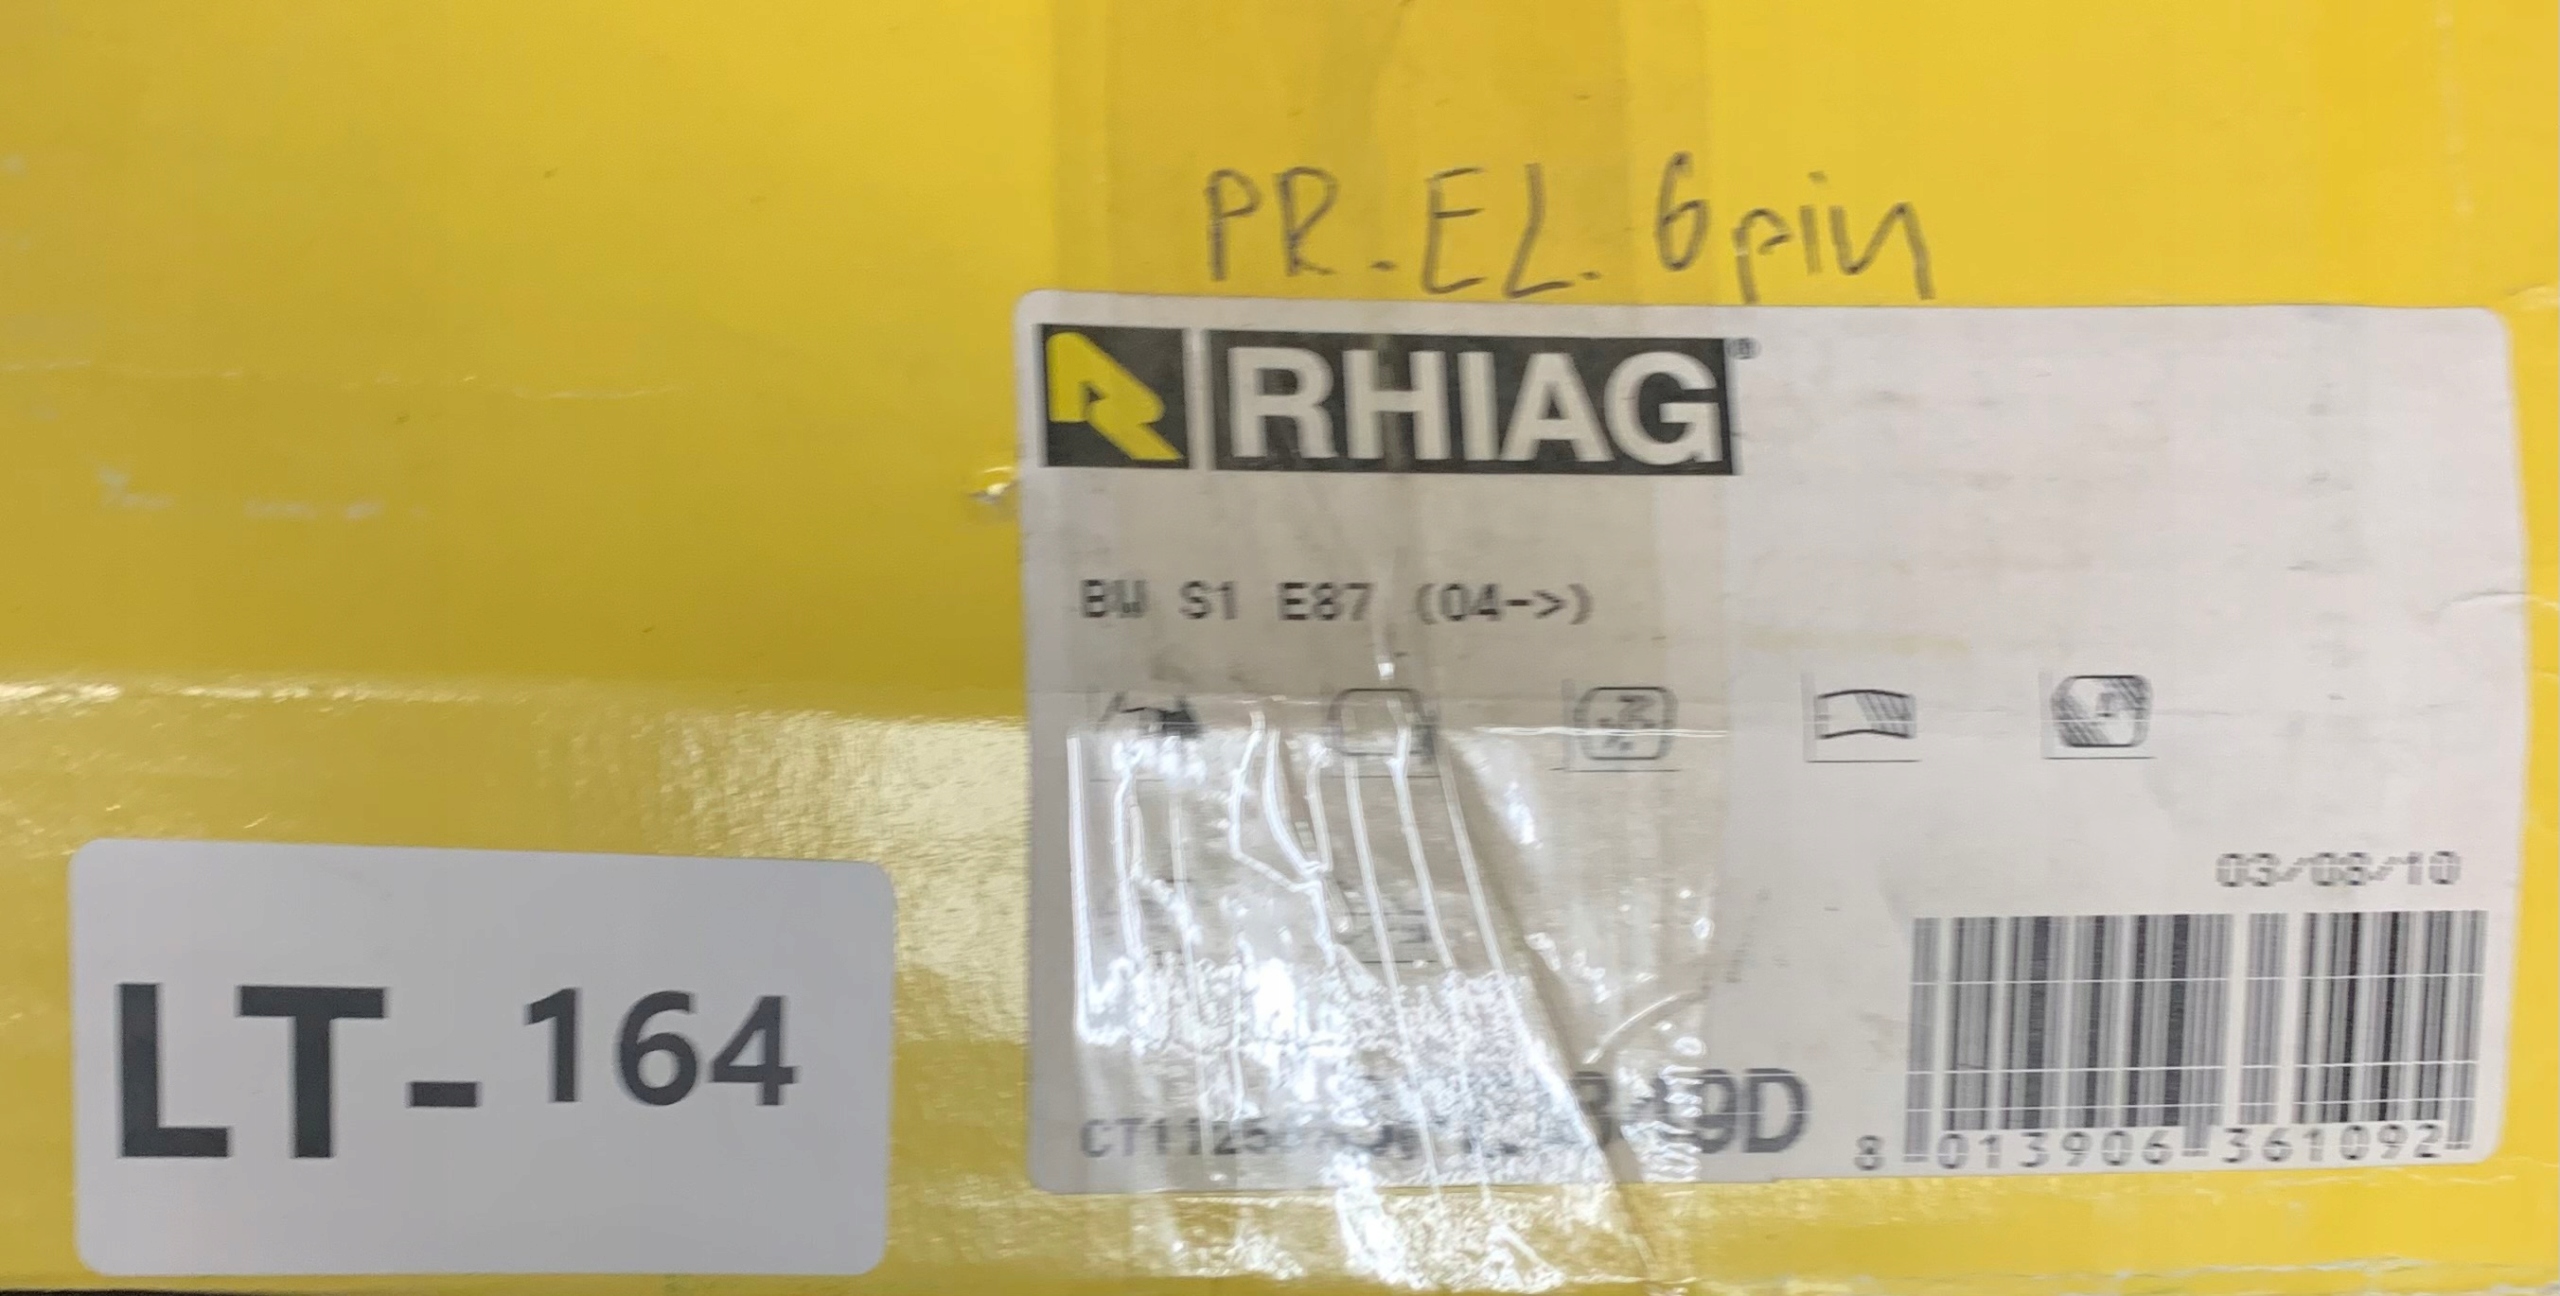 PR.EL. 6pin
RHIAG
BW S1 E87 (04->)
03/08/10
LT-164
8 013906 361092